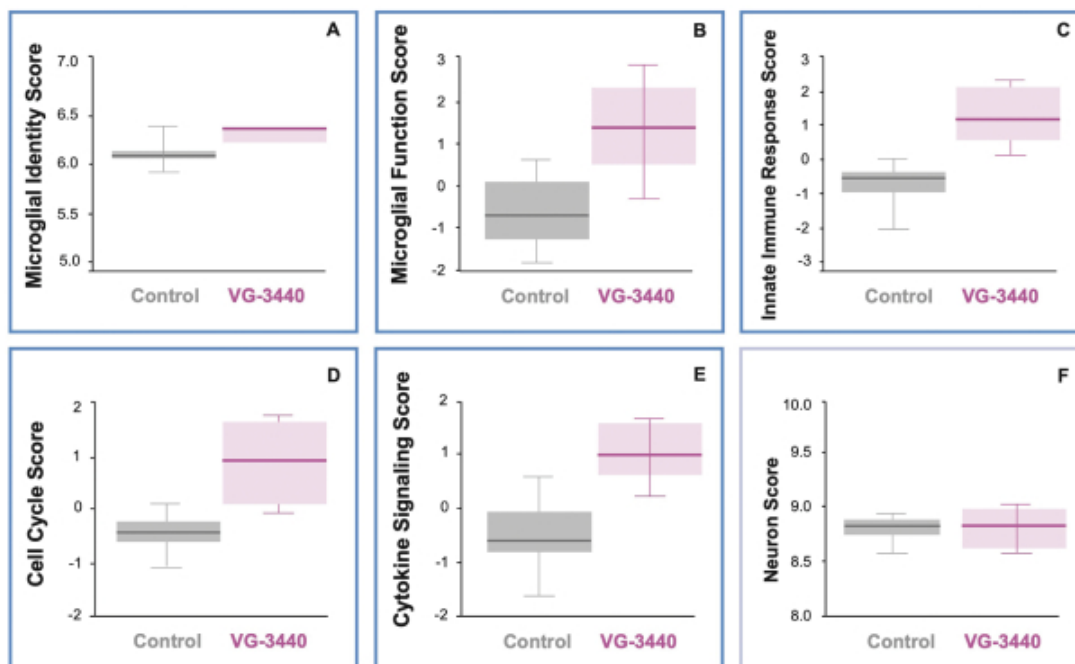 A
Microglial Identity Score
7.0
6.5
6.0
5.5
5.0
Control VG-3440
B
Microglial Function Score
3
2
1
0
-1
-2
Control VG-3440
C
Innate Immune Response Score
3
2
1
0
-1
-2
-3
Control VG-3440
D
Cell Cycle Score
2
1
0
-1
-2
Control VG-3440
E
Cytokine Signaling Score
2
1
0
-1
-2
Control VG-3440
F
Neuron Score
10.0
9.5
9.0
8.5
8.0
Control VG-3440